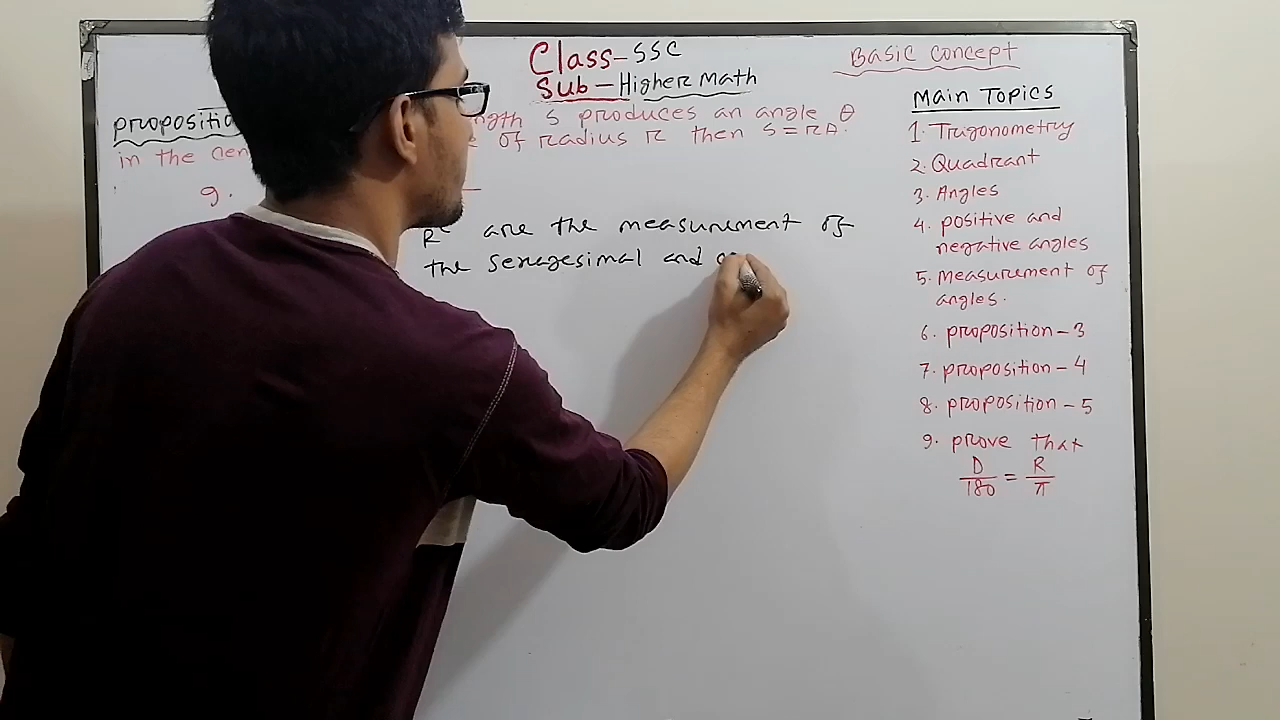 Class-SSC
Sub-Higher Math
Basic Concept
propositio
ngth S produces an angle θ
in the cen
of radius R then S = Rθ.
9.
R^c are the measurement of
the sexagesimal and
Main Topics
1. Trigonometry
2. Quadrant
3. Angles
4. positive and
negative angles
5. Measurement of
angles.
6. proposition-3
7. proposition-4
8. proposition-5
9. prove that
D/180 = R/π